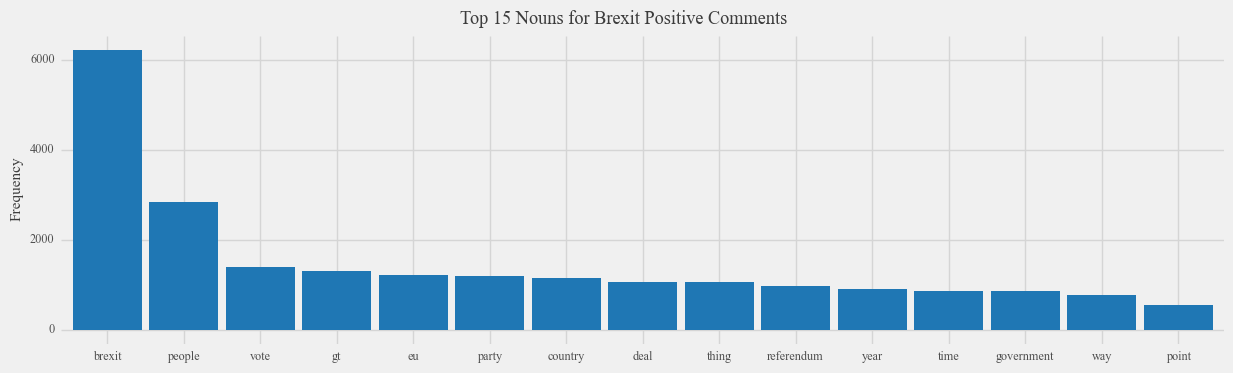 Top 15 Nouns for Brexit Positive Comments
Frequency
6000
4000
2000
0
brexit people vote gt eu party country deal thing referendum year time government way point